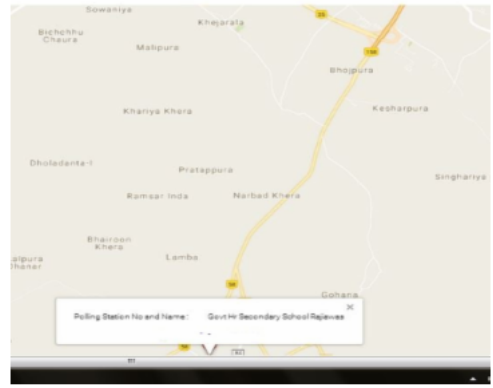 Sowaniya
Khejarala
Bichchhu
Chaura
Malipura
Bhojpura
Khariya Khera
Kesharpura
Dholadanta-I
Pratappura
Singhariya
Ramsar Inda
Narbad Khera
Bhairoon
Khera
Lamba
Gohana
Polling Station No and Name : Govt Hr Secondary School Rajiawas